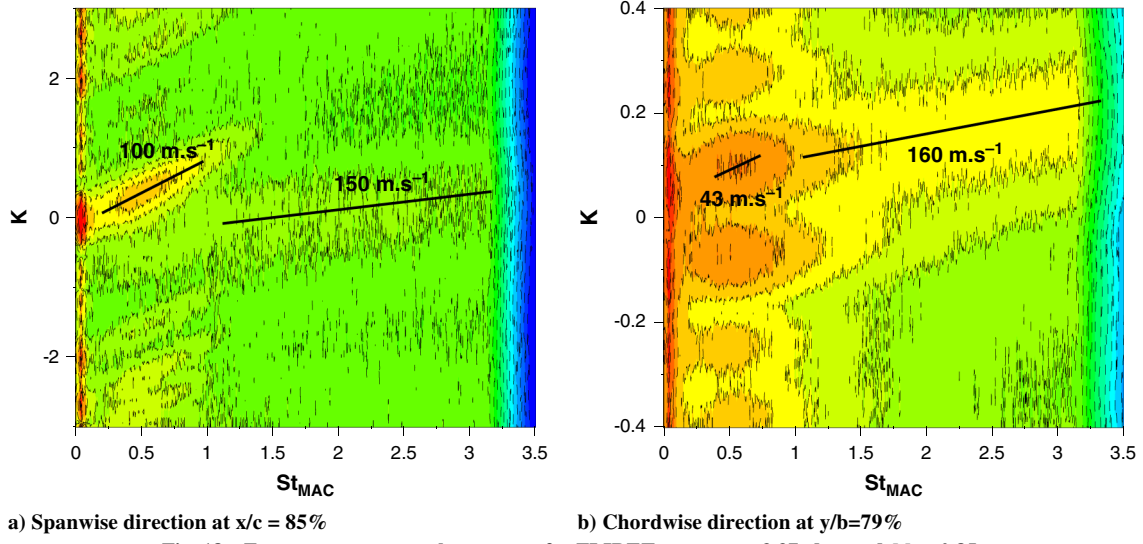 2
0
-2
K
100 m.s⁻¹
150 m.s⁻¹
0 0.5 1 1.5 2 2.5 3 3.5
St_MAC
a) Spanwise direction at x/c = 85%
0.4
0.2
0
-0.2
-0.4
K
43 m.s⁻¹
160 m.s⁻¹
0 0.5 1 1.5 2 2.5 3 3.5
St_MAC
b) Chordwise direction at y/b=79%